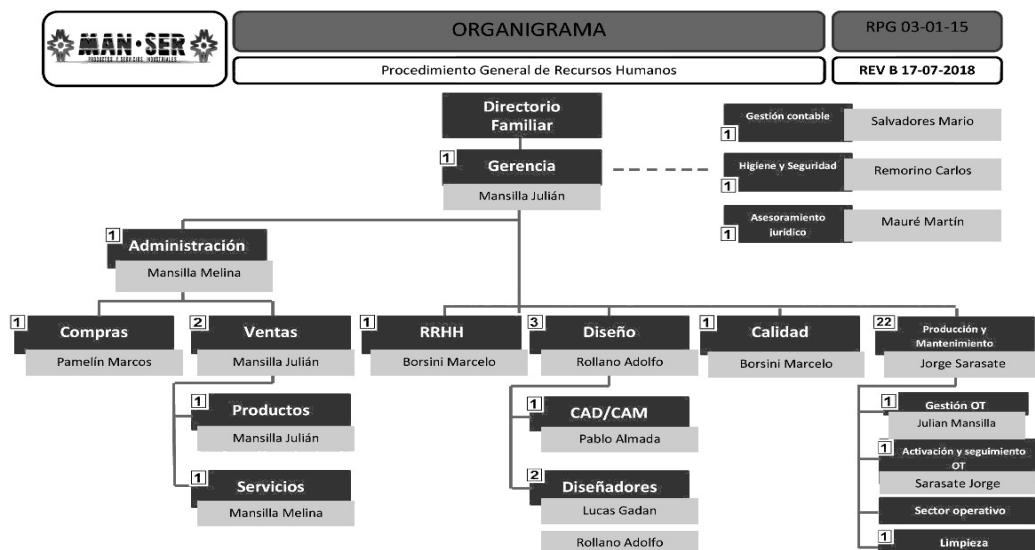 MAN·SER
PRODUCTOS Y SERVICIOS INDUSTRIALES
ORGANIGRAMA
RPG 03-01-15
Procedimiento General de Recursos Humanos
REV B 17-07-2018
Directorio
Familiar
1
Gerencia
Mansilla Julián
Gestión contable
1
Salvadores Mario
Higiene y Seguridad
1
Remorino Carlos
Asesoramiento
jurídico
1
Mauré Martín
1
Administración
Mansilla Melina
1
Compras
Pamelín Marcos
2
Ventas
Mansilla Julián
1
RRHH
Borsini Marcelo
3
Diseño
Rollano Adolfo
1
Calidad
Borsini Marcelo
22
Producción y
Mantenimiento
Jorge Sarasate
1
Productos
Mansilla Julián
1
Servicios
Mansilla Melina
1
CAD/CAM
Pablo Almada
2
Diseñadores
Lucas Gadan
Rollano Adolfo
1
Gestión OT
Julian Mansilla
1
Activación y seguimiento
OT
Sarasate Jorge
Sector operativo
1
Limpieza